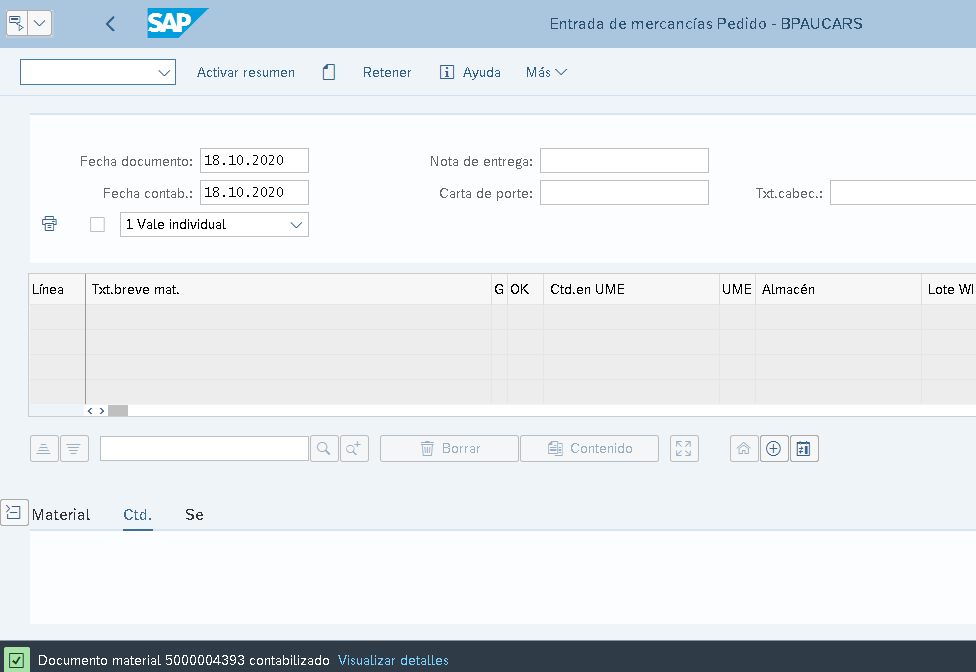 SAP Entrada de mercancías Pedido - BPAUCARS
Activar resumen Retener Ayuda Más
Fecha documento: 18.10.2020 Nota de entrega:
Fecha contab.: 18.10.2020 Carta de porte: Txt.cabec.:
1 Vale individual
Línea Txt.breve mat. G OK Ctd.en UME UME Almacén Lote WI
Borrar Contenido
Material Ctd. Se
Documento material 5000004393 contabilizado Visualizar detalles